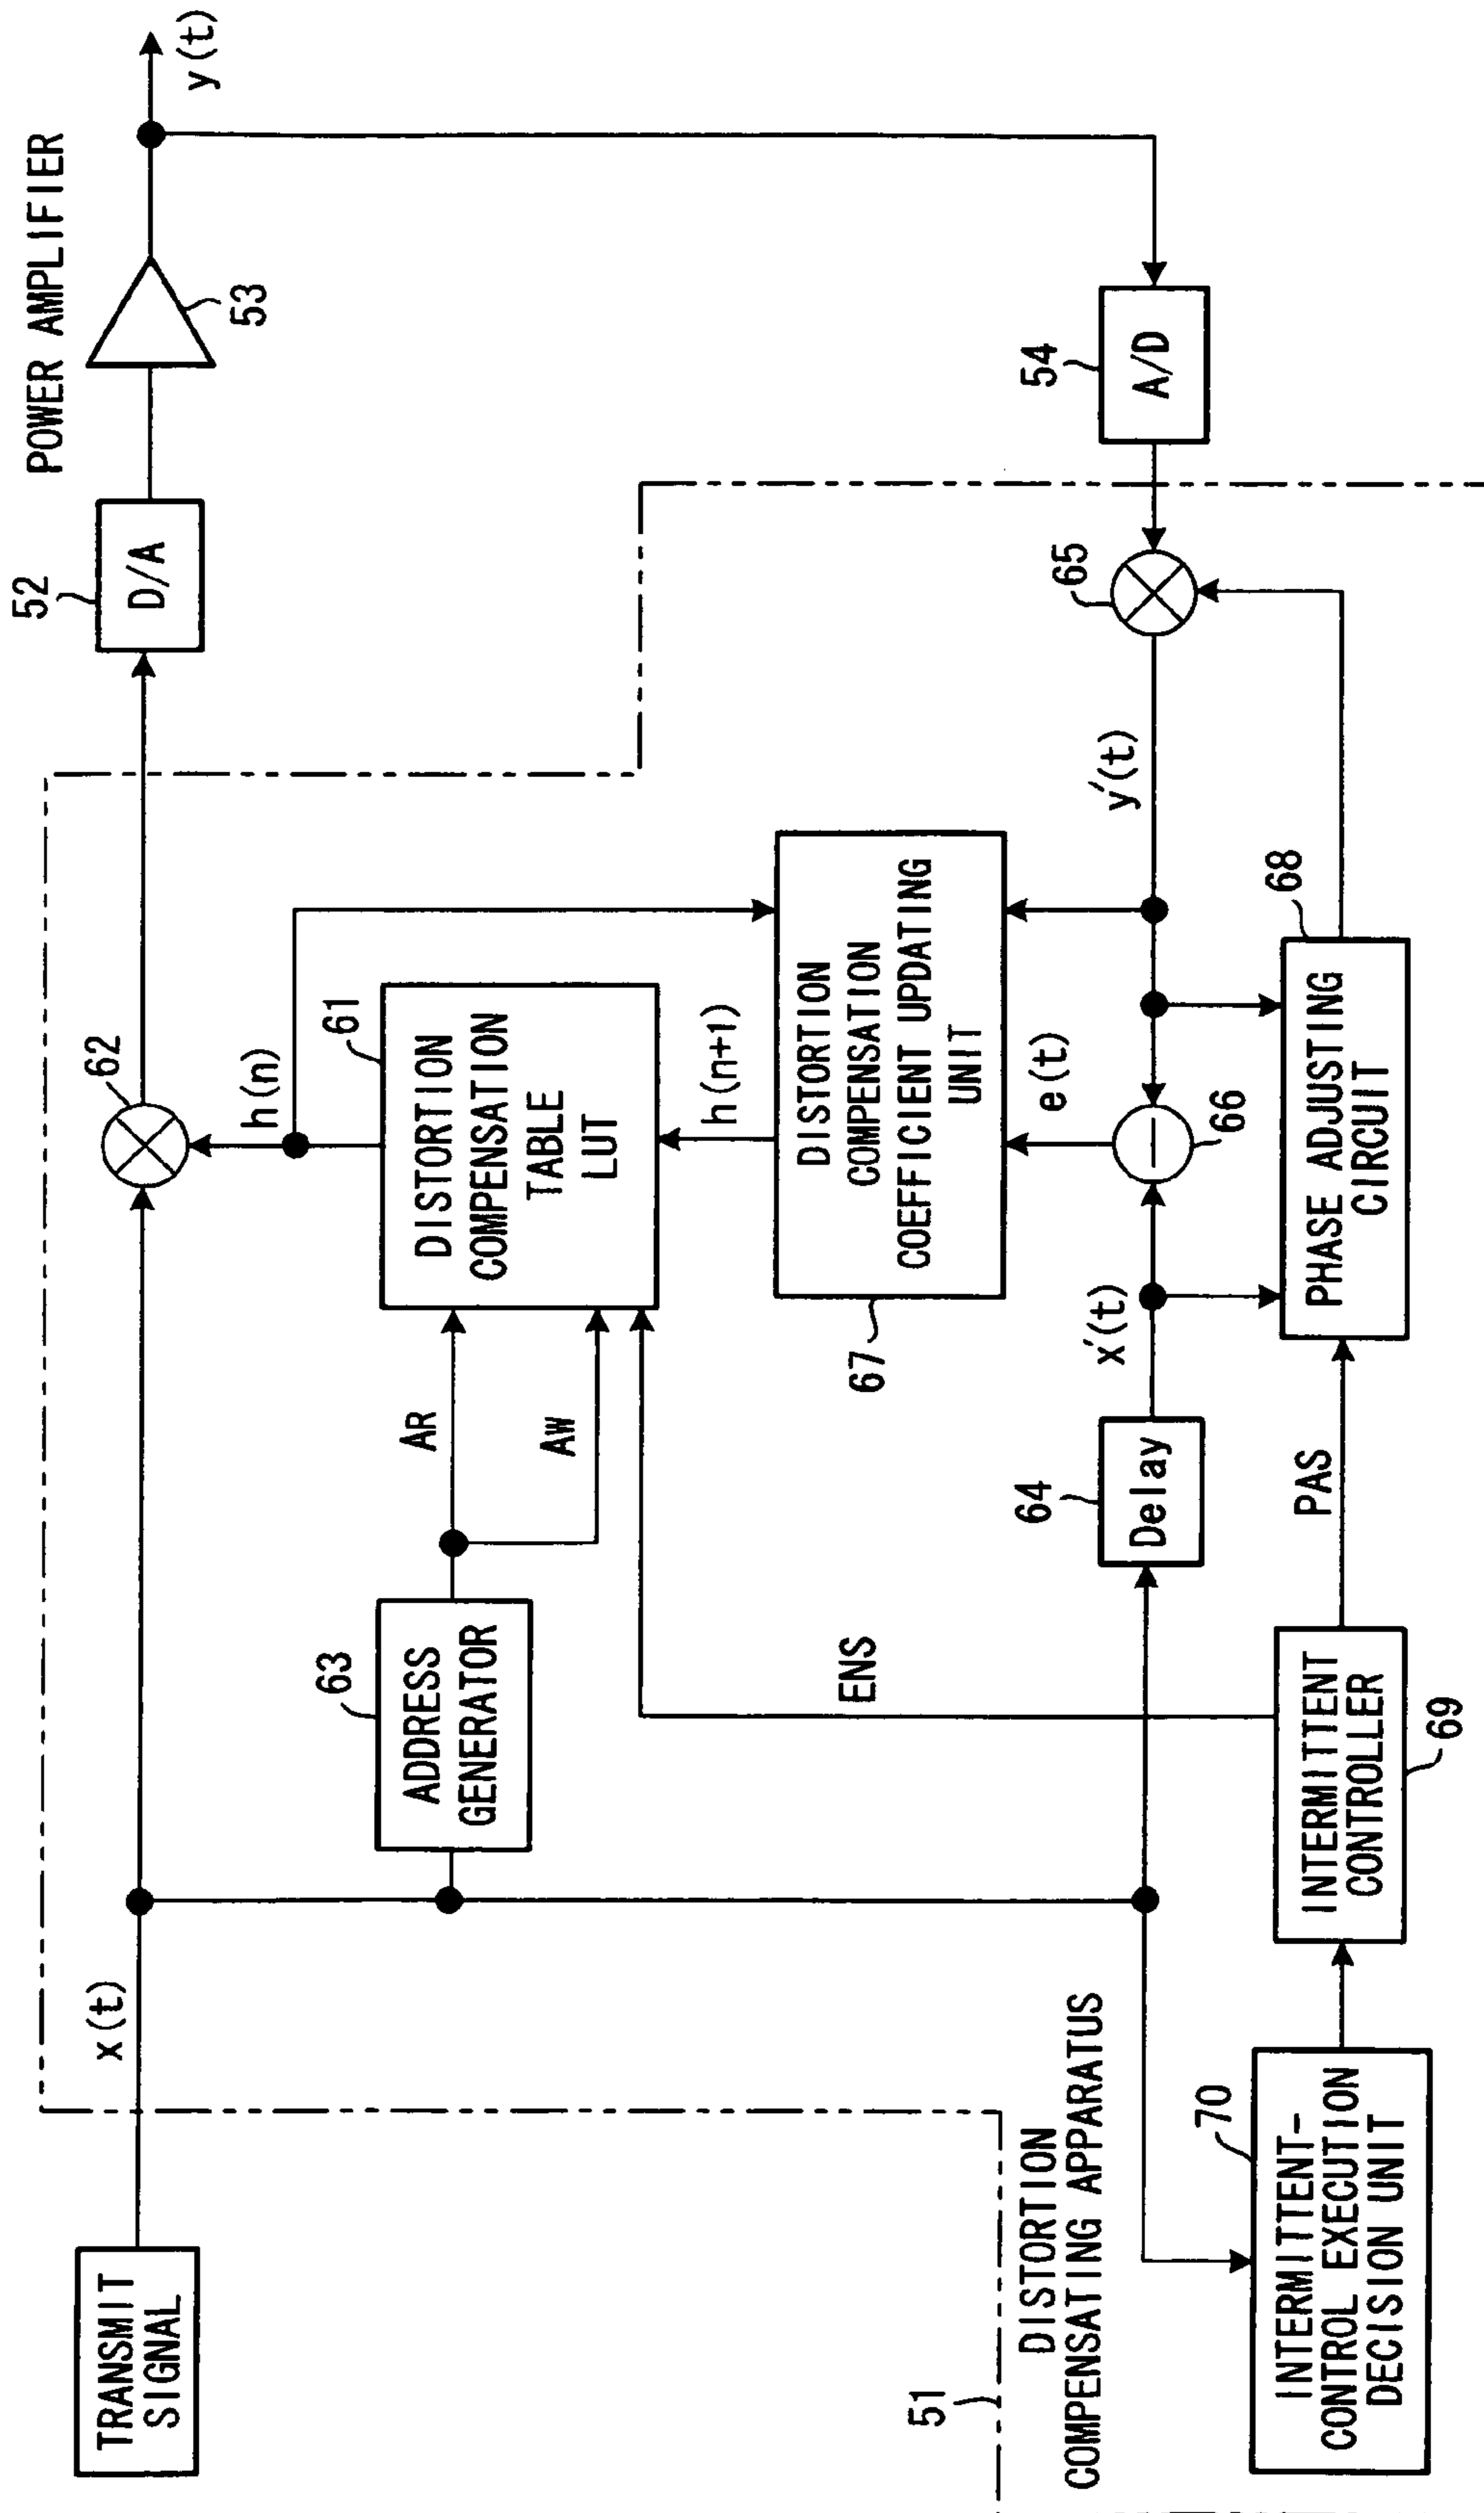 TRANSMIT
SIGNAL
x(t)
62
52
D/A
POWER AMPLIFIER
53
y(t)
h(n)
63
ADDRESS
GENERATOR
AR
AW
61
DISTORTION
COMPENSATION
TABLE
LUT
h(n+1)
ENS
67
DISTORTION
COMPENSATION
COEFFICIENT UPDATING
UNIT
51
DISTORTION
COMPENSATING APPARATUS
64
Delay
x'(t)
e(t)
66
y'(t)
65
54
A/D
70
INTERMITTENT-
CONTROL EXECUTION
DECISION UNIT
INTERMITTENT
CONTROLLER
69
PAS
PHASE ADJUSTING
CIRCUIT
68